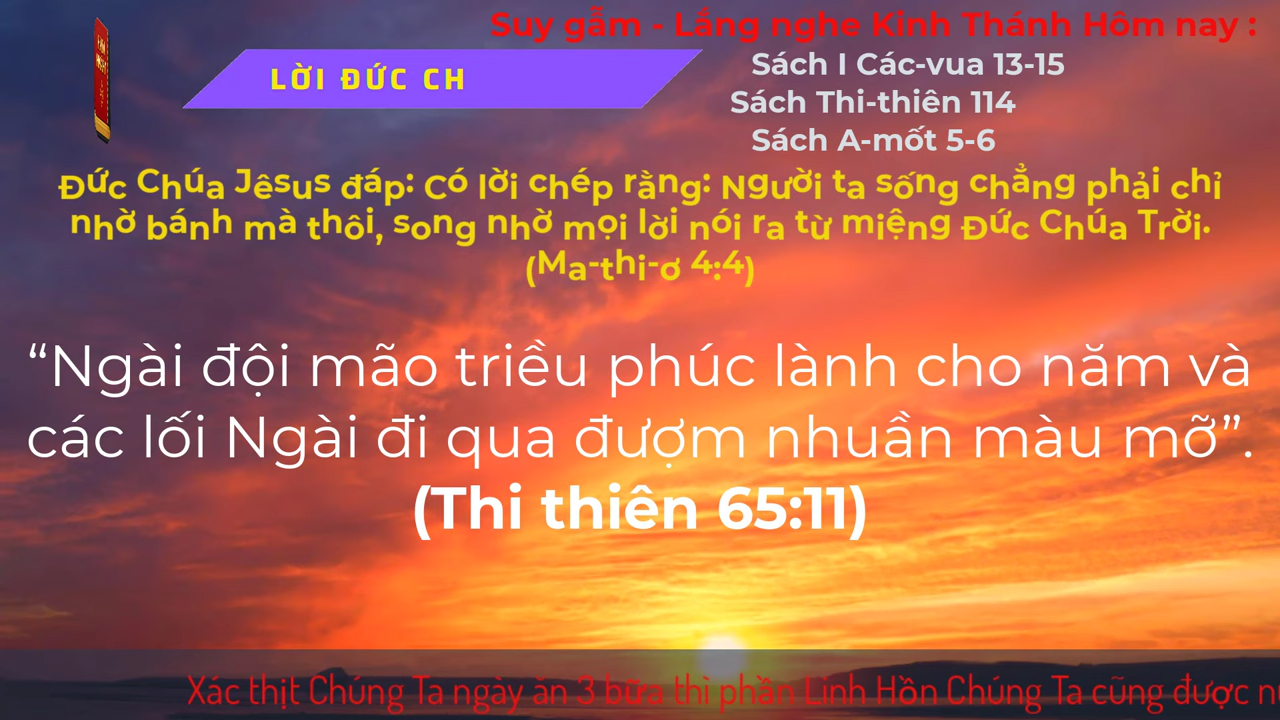 Suy gẫm - Lắng nghe Kinh Thánh Hôm nay :
LỜI ĐỨC CH
Sách I Các-vua 13-15
Sách Thi-thiên 114
Sách A-mốt 5-6
Đức Chúa Jêsus đáp: Có lời chép rằng: Người ta sống chẳng phải chỉ
nhờ bánh mà thôi, song nhờ mọi lời nói ra từ miệng Đức Chúa Trời.
(Ma-thi-ơ 4:4)
“Ngài đội mão triều phúc lành cho năm và
các lối Ngài đi qua đượm nhuần màu mỡ”.
(Thi thiên 65:11)
Xác thịt Chúng Ta ngày ăn 3 bữa thì phần Linh Hồn Chúng Ta cũng được